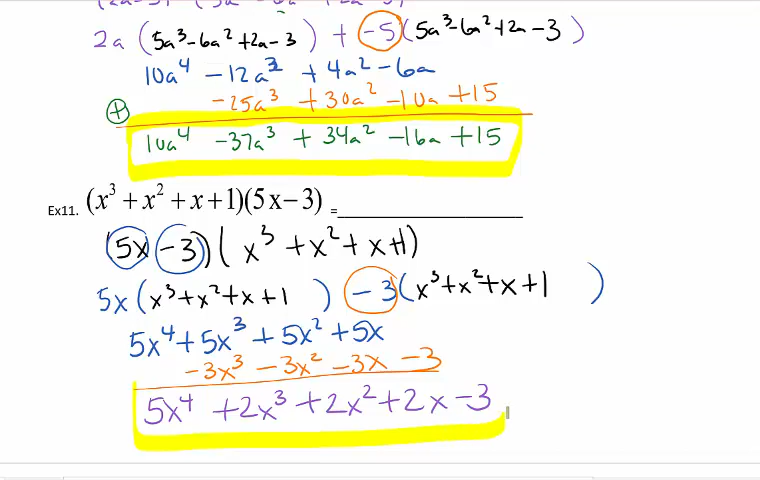 2a (5a³-6a²+2a-3) + -5 (5a³-6a²+2a-3)
10a⁴ -12a³ + 4a² - 6a
-25a³ + 30a² -10a +15
⊕
10a⁴ -37a³ + 34a² -16a +15
Ex11. (x³ + x² + x + 1)(5x - 3) = ____________
(5x -3)(x³ + x² + x + 1)
5x (x³ + x² + x + 1) -3 (x³ + x² + x + 1)
5x⁴ + 5x³ + 5x² + 5x
-3x³ - 3x² - 3x - 3
5x⁴ + 2x³ + 2x² + 2x - 3